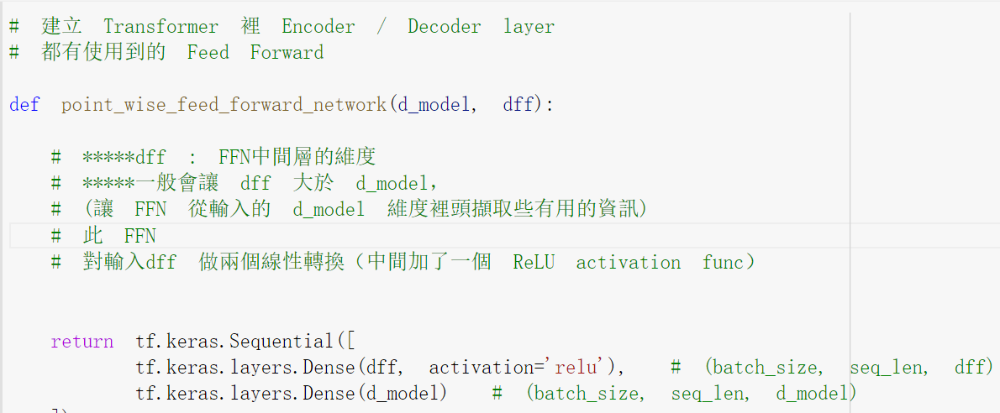 # 建立 Transformer 裡 Encoder / Decoder layer
# 都有使用到的 Feed Forward
def point_wise_feed_forward_network(d_model, dff):
# *****dff : FFN中間層的維度
# *****一般會讓 dff 大於 d_model,
# (讓 FFN 從輸入的 d_model 維度裡頭擷取些有用的資訊)
# 此 FFN
# 對輸入dff 做兩個線性轉換（中間加了一個 ReLU activation func）
return tf.keras.Sequential([
tf.keras.layers.Dense(dff, activation='relu'), # (batch_size, seq_len, dff)
tf.keras.layers.Dense(d_model) # (batch_size, seq_len, d_model)